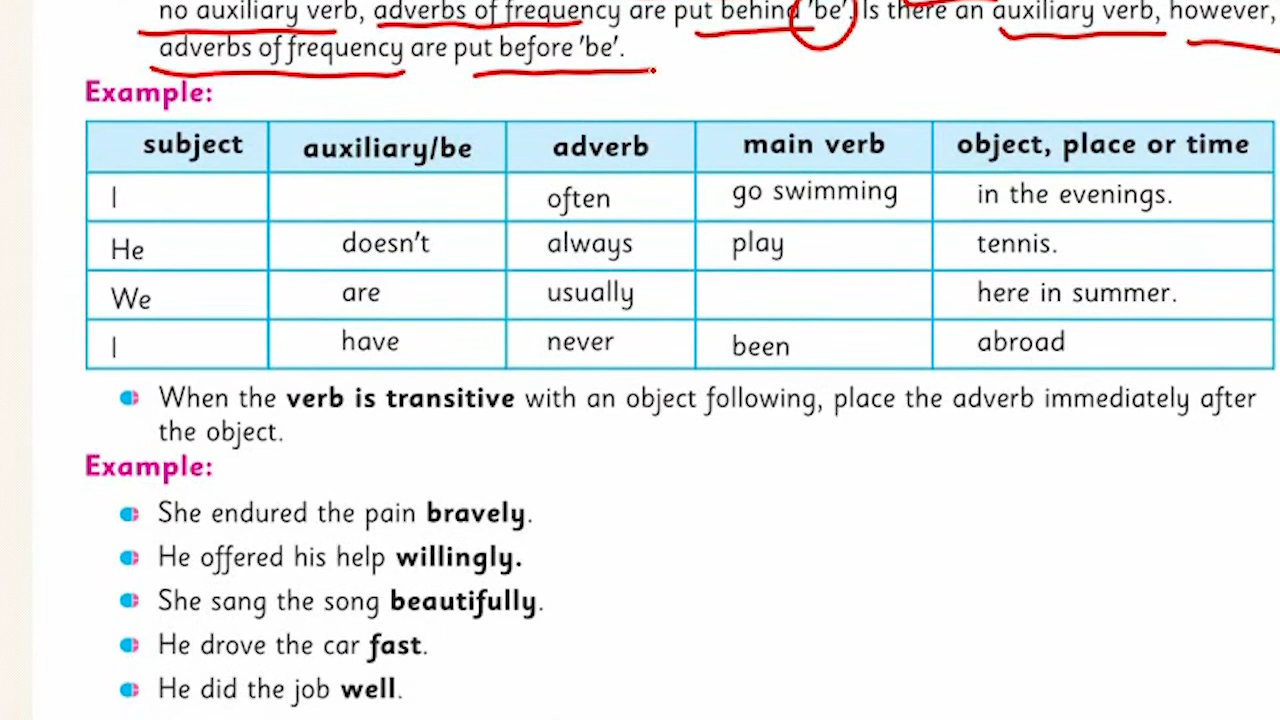 no auxiliary verb, adverbs of frequency are put behind 'be'. Is there an auxiliary verb, however,
adverbs of frequency are put before 'be'.
Example:
subject auxiliary/be adverb main verb object, place or time
I often go swimming in the evenings.
He doesn't always play tennis.
We are usually here in summer.
I have never been abroad
When the verb is transitive with an object following, place the adverb immediately after
the object.
Example:
She endured the pain bravely.
He offered his help willingly.
She sang the song beautifully.
He drove the car fast.
He did the job well.